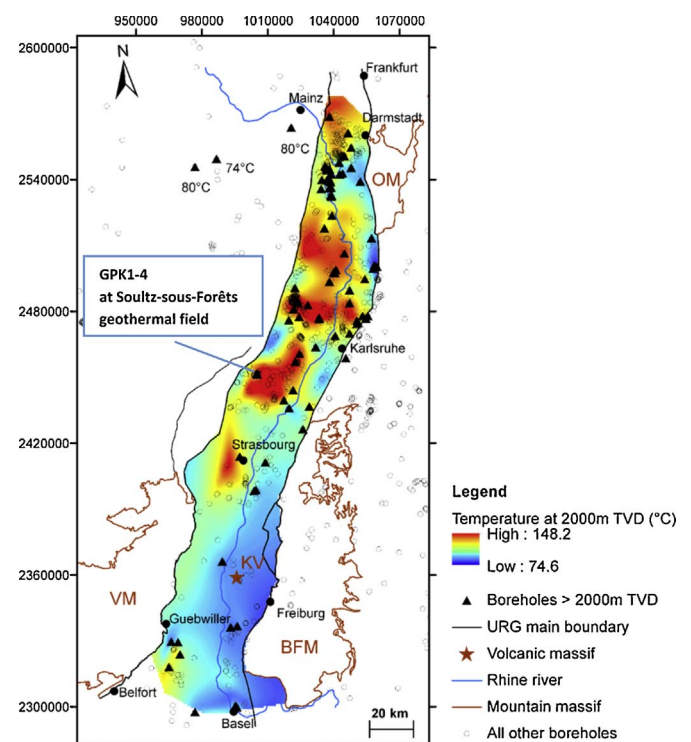 950000 980000 1010000 1040000 1070000
2600000
2540000
2480000
2420000
2360000
2300000
N
Frankfurt
Mainz
Darmstadt
80°C
74°C
80°C
OM
GPK1-4
at Soultz-sous-Forêts
geothermal field
Karlsruhe
Strasbourg
KV
VM
Guebwiller
Freiburg
BFM
Belfort
Basel
20 km
Legend
Temperature at 2000m TVD (°C)
High : 148.2
Low : 74.6
Boreholes > 2000m TVD
URG main boundary
Volcanic massif
Rhine river
Mountain massif
All other boreholes